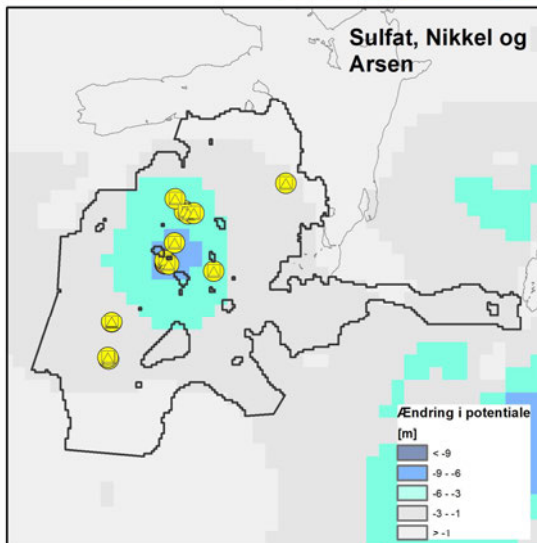 Sulfat, Nikkel og
Arsen
Ændring i potentiale
[m]
< -9
-9 - -6
-6 - -3
-3 - -1
> -1